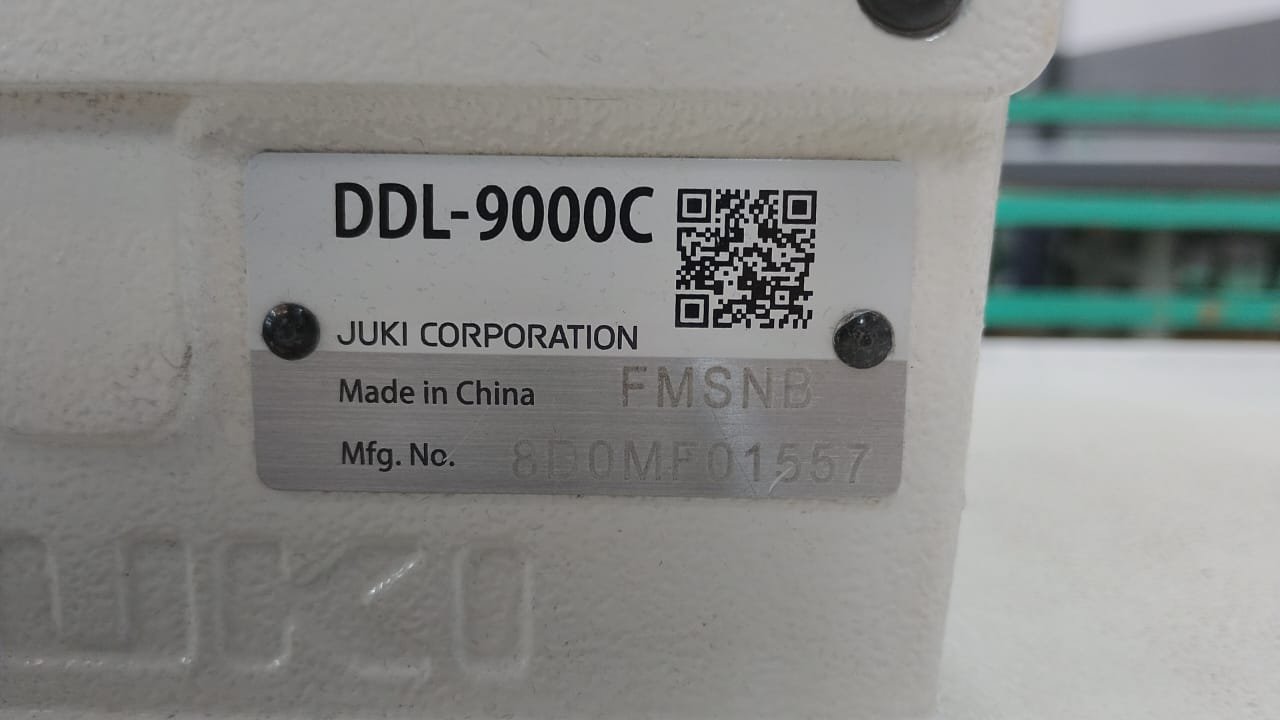 DDL-9000C
JUKI CORPORATION
Made in China FMSNB
Mfg. No. 8D0MF01557